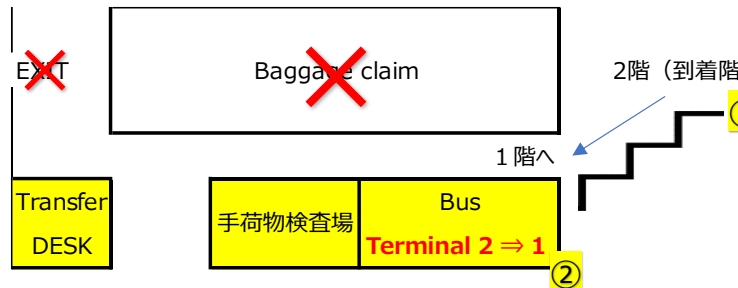 EXIT
Baggage claim
2階（到着階
1階へ
Transfer
DESK
手荷物検査場
Bus
Terminal 2 ⇒ 1
②